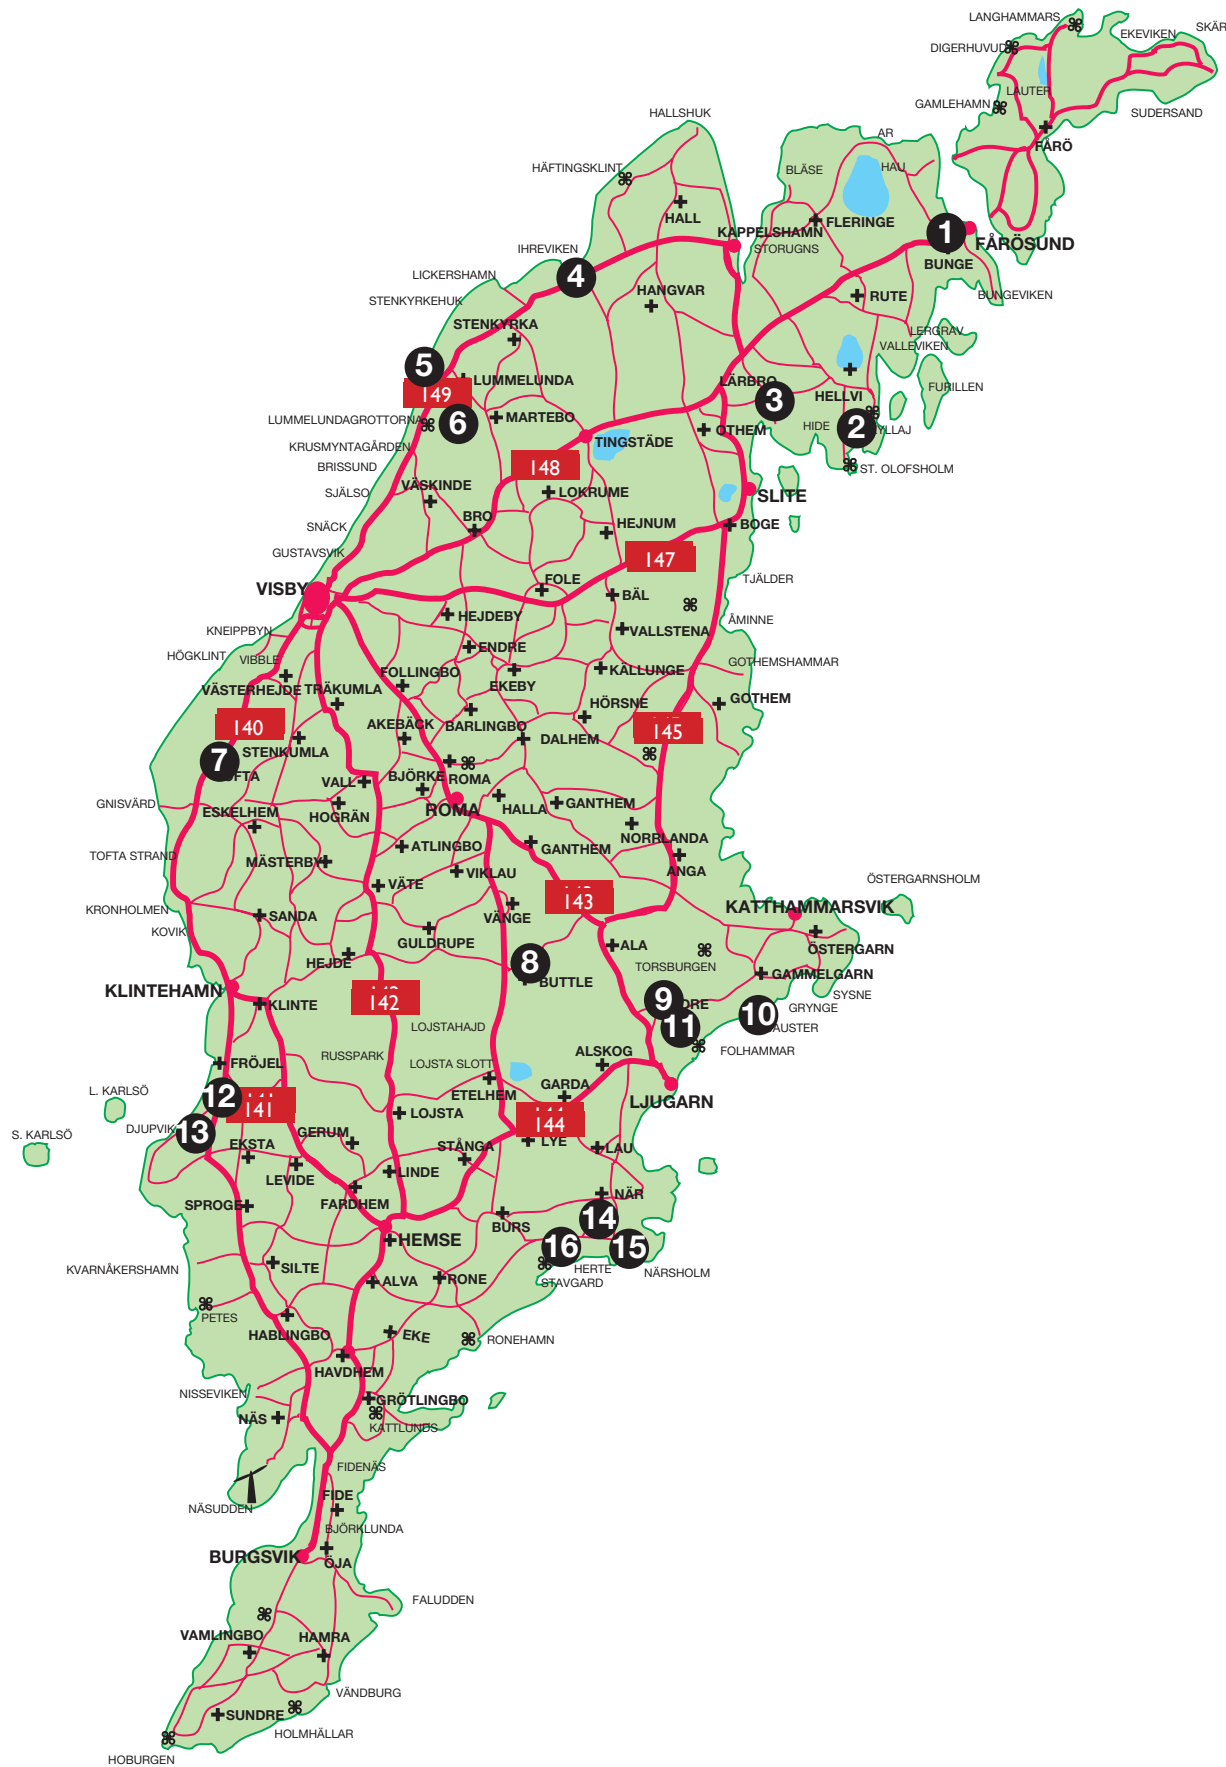 LANGHAMMARS
SKÄR
EKEVIKEN
DIGERHUVUD
LAUTER
GAMLEHAMN
SUDERSAND
FÅRÖ
HALLSHUK
AR
HÄFTINGSKLINT
BLÄSE
HAU
HALL
FLERINGE
KAPPELSHAMN
1
FÅRÖSUND
STORUGNS
IHREVIKEN
BUNGE
4
LICKERSHAMN
HANGVAR
RUTE
BUNGEVIKEN
STENKYRKEHUK
STENKYRKA
LERGRAV
VALLEVIKEN
5
LUMMELUNDA
LÄRBRO
FURILLEN
149
HELLVI
3
LUMMELUNDAGROTTORNA
6
MARTEBO
OTHEM
HIDE
2
YLLAJ
KRUSMYNTAGÅRDEN
TINGSTÄDE
BRISSUND
148
ST. OLOFSHOLM
SJÄLSO
VÄSKINDE
LOKRUME
SLITE
SNÄCK
BRO
HEJNUM
BOGE
GUSTAVSVIK
147
VISBY
FOLE
TJÄLDER
BÄL
HEJDEBY
ÅMINNE
KNEIPPBYN
VALLSTENA
ENDRE
HÖGKLINT
VIBBLE
GOTHEMSHAMMAR
FOLLINGBO
KÄLLUNGE
VÄSTERHEJDE
TRÄKUMLA
EKEBY
GOTHEM
HÖRSNE
140
AKEBÄCK
BARLINGBO
145
DALHEM
STENKUMLA
7
OFTA
VALL
BJÖRKE
ROMA
GNISVÄRD
ESKELHEM
HOGRÄN
ROMA
HALLA
GANTHEM
NORRLANDA
ATLINGBO
GANTHEM
TOFTA STRAND
MÄSTERBY
VIKLAU
ANGA
VÄTE
ÖSTERGARNSHOLM
143
KRONHOLMEN
SANDA
VÄNGE
KATTHAMMARSVIK
KOVIK
GULDRUPE
ALA
ÖSTERGARN
HEJDE
8
TORSBURGEN
GAMMELGARN
BUTTLE
KLINTEHAMN
142
SYSNE
KLINTE
9
DRE
10
GRYNGE
LOJSTAHAJD
11
AUSTER
RUSSPARK
ALSKOG
FOLHAMMAR
FRÖJEL
LOJSTA SLOTT
L. KARLSÖ
12
ETELHEM
GARDA
LJUGARN
141
LOJSTA
144
DJUPVIK
13
S. KARLSÖ
GERUM
EKSTA
STÅNGA
LYE
LAU
LEVIDE
LINDE
SPROGE
FARDHEM
NÄR
BURS
14
HEMSE
16
15
KVARNÅKERSHAMN
SILTE
HERTE
NÄRSHOLM
ALVA
RONE
STAVGARD
PETES
HABLINGBO
EKE
RONEHAMN
HAVDHEM
NISSEVIKEN
GRÖTLINGBO
NÄS
KATTLUNDS
FIDENÄS
NÄSUDDEN
FIDE
BJÖRKLUNDA
BURGSVIK
ÖJA
FALUDDEN
VAMLINGBO
HAMRA
VÄNDBURG
SUNDRE
HOLMHÄLLAR
HOBURGEN